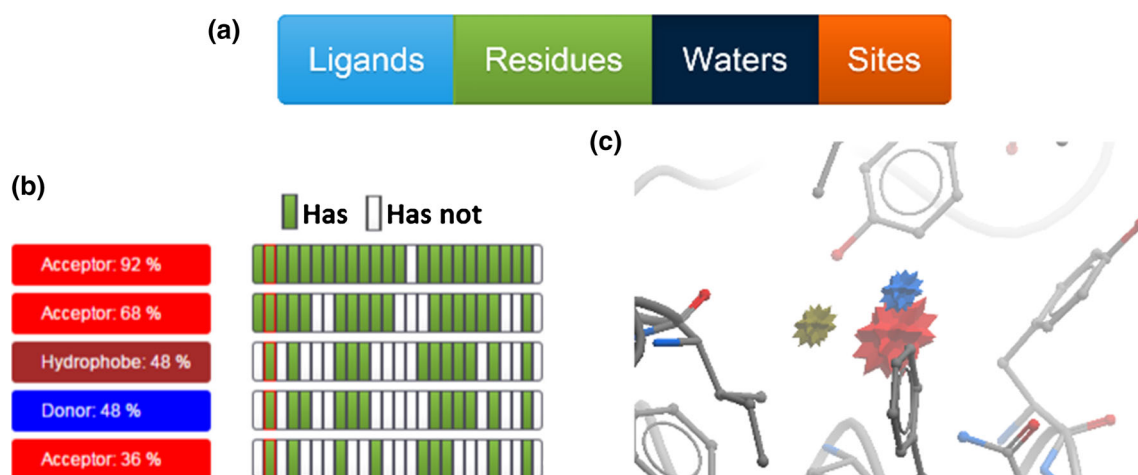 (a)
Ligands Residues Waters Sites
(b)
Has Has not
Acceptor: 92 %
Acceptor: 68 %
Hydrophobe: 48 %
Donor: 48 %
Acceptor: 36 %
(c)